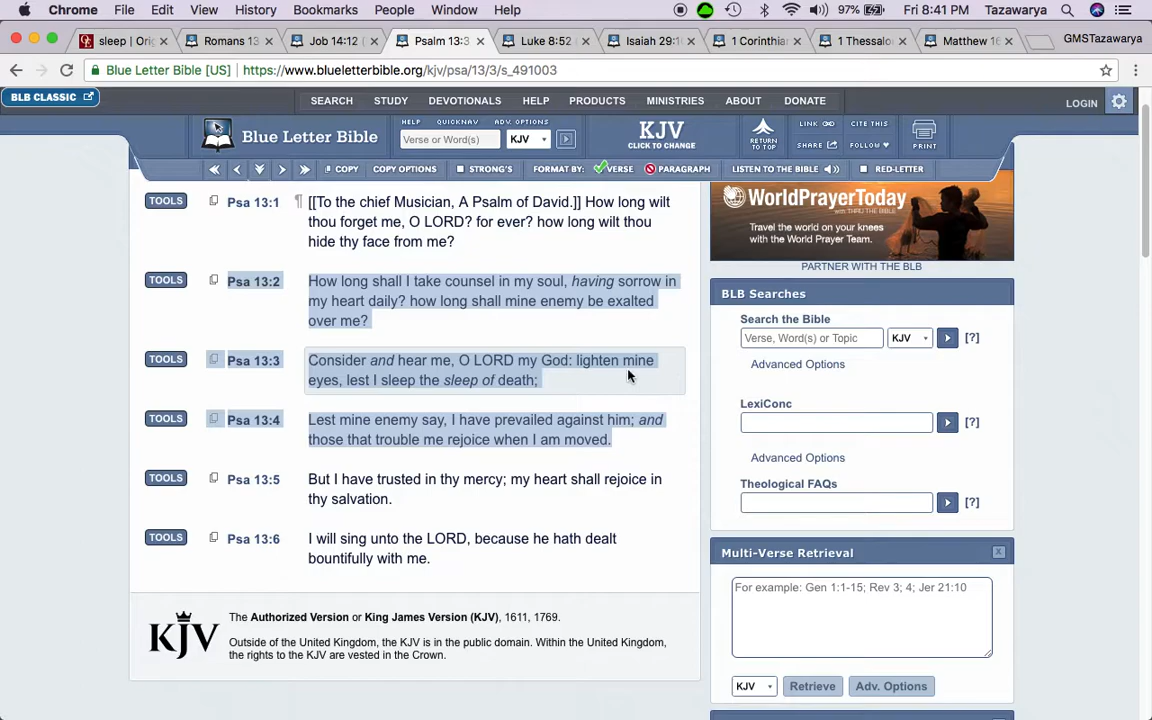 Chrome File Edit View History Bookmarks People Window Help 97% Fri 8:41 PM Tazawarya
sleep | Orig Romans 13 Job 14:12 ( Psalm 13:3 Luke 8:52 Isaiah 29:1 1 Corinthia 1 Thessalo Matthew 16 GMSTazawarya
Blue Letter Bible [US] https://www.blueletterbible.org/kjv/psa/13/3/s_491003
BLB CLASSIC SEARCH STUDY DEVOTIONALS HELP PRODUCTS MINISTRIES ABOUT DONATE LOGIN
HELP QUICKNAV ADV. OPTIONS
Blue Letter Bible Verse or Word(s) KJV
KJV
CLICK TO CHANGE
RETURN TO TOP
LINK CITE THIS
SHARE FOLLOW PRINT
COPY COPY OPTIONS STRONG'S FORMAT BY: VERSE PARAGRAPH LISTEN TO THE BIBLE RED-LETTER
TOOLS Psa 13:1 ¶ [[To the chief Musician, A Psalm of David.]] How long wilt
thou forget me, O LORD? for ever? how long wilt thou
hide thy face from me?
TOOLS Psa 13:2 How long shall I take counsel in my soul, having sorrow in
my heart daily? how long shall mine enemy be exalted
over me?
TOOLS Psa 13:3 Consider and hear me, O LORD my God: lighten mine
eyes, lest I sleep the sleep of death;
TOOLS Psa 13:4 Lest mine enemy say, I have prevailed against him; and
those that trouble me rejoice when I am moved.
TOOLS Psa 13:5 But I have trusted in thy mercy; my heart shall rejoice in
thy salvation.
TOOLS Psa 13:6 I will sing unto the LORD, because he hath dealt
bountifully with me.
KJV
The Authorized Version or King James Version (KJV), 1611, 1769.
Outside of the United Kingdom, the KJV is in the public domain. Within the United Kingdom,
the rights to the KJV are vested in the Crown.
WorldPrayerToday
with THRU the BIBLE
Travel the world on your knees
with the World Prayer Team.
PARTNER WITH THE BLB
BLB Searches
Search the Bible
Verse, Word(s) or Topic KJV [?]
Advanced Options
LexiConc
[?]
Advanced Options
Theological FAQs
[?]
Multi-Verse Retrieval x
For example: Gen 1:1-15; Rev 3; 4; Jer 21:10
KJV Retrieve Adv. Options